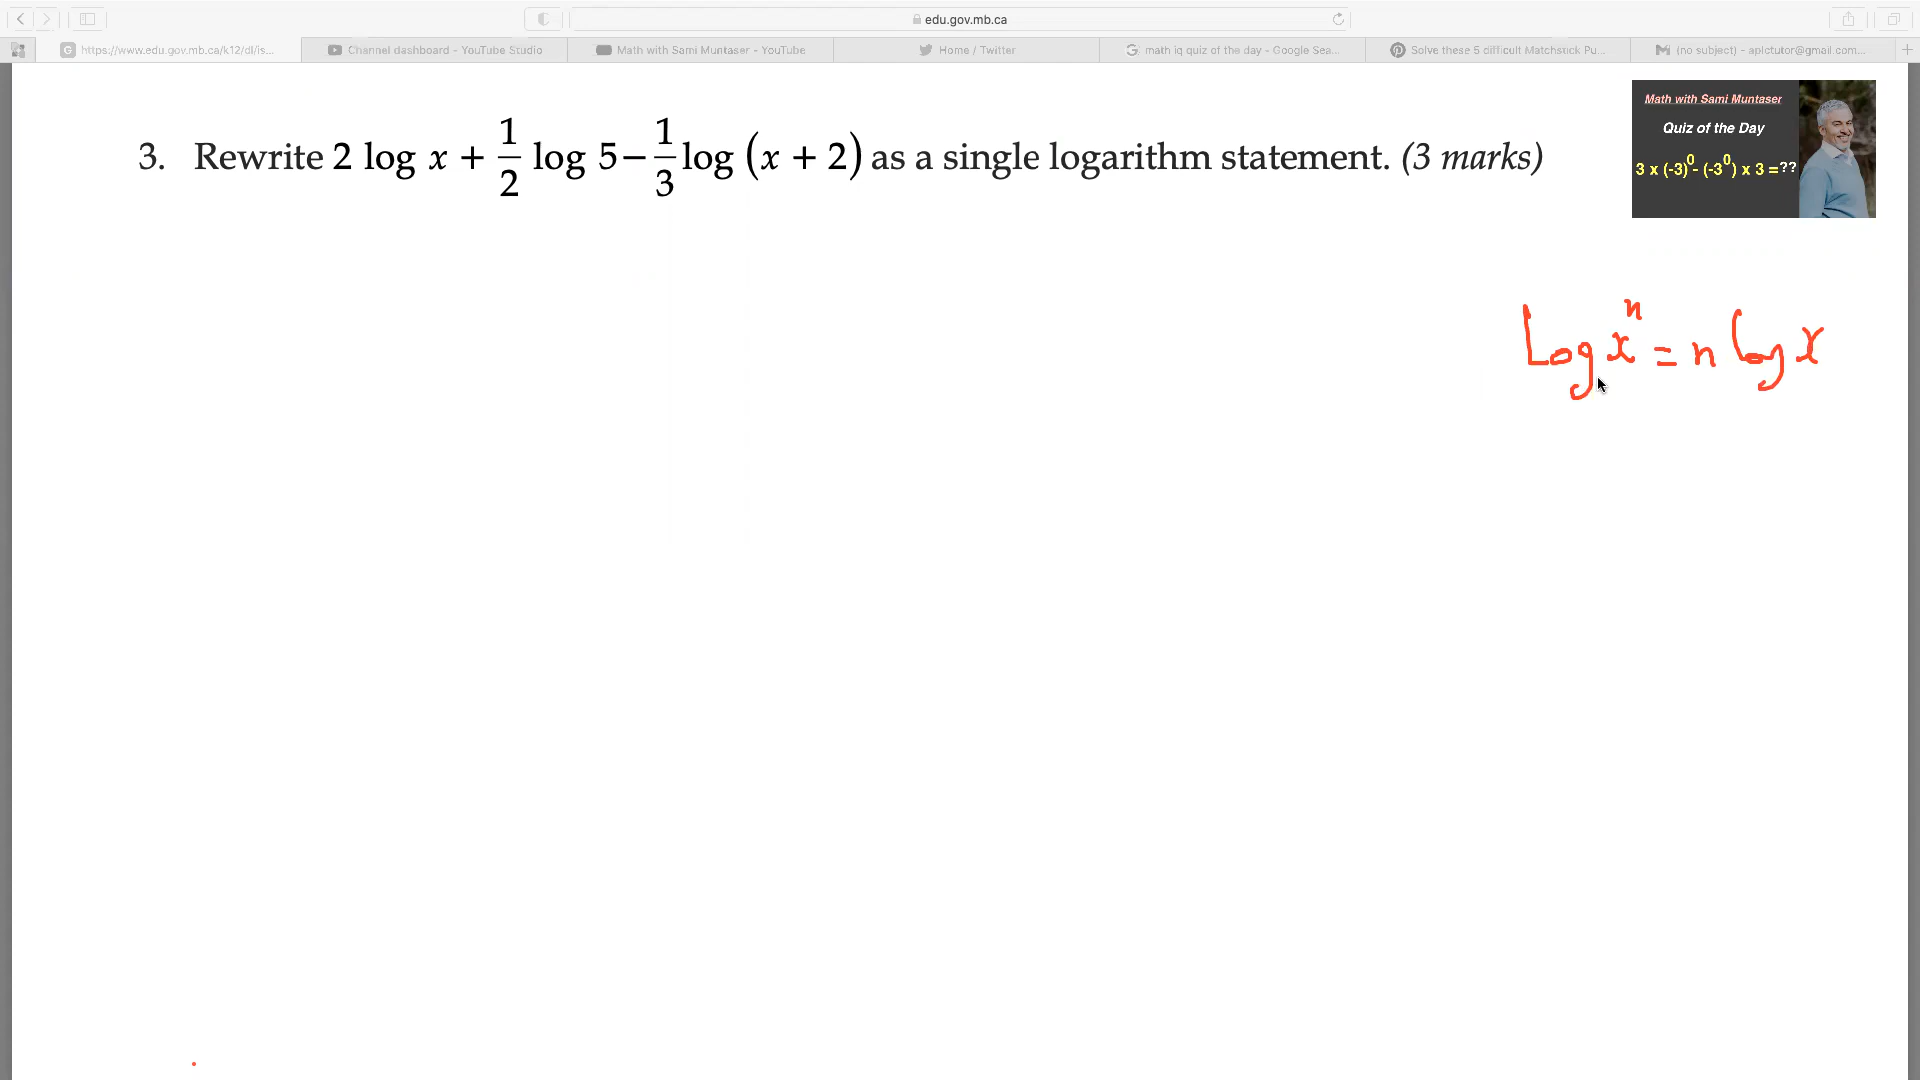 edu.gov.mb.ca
https://www.edu.gov.mb.ca/k12/dl/is... Channel dashboard - YouTube Studio Math with Sami Muntaser - YouTube Home / Twitter math iq quiz of the day - Google Sea... Solve these 5 difficult Matchstick Pu... (no subject) - aplctutor@gmail.com...
3. Rewrite 2 log x + 1/2 log 5 − 1/3 log (x + 2) as a single logarithm statement. (3 marks)
Math with Sami Muntaser
Quiz of the Day
3 x (-3)⁰ - (-3⁰) x 3 =??
Log xⁿ = n log x